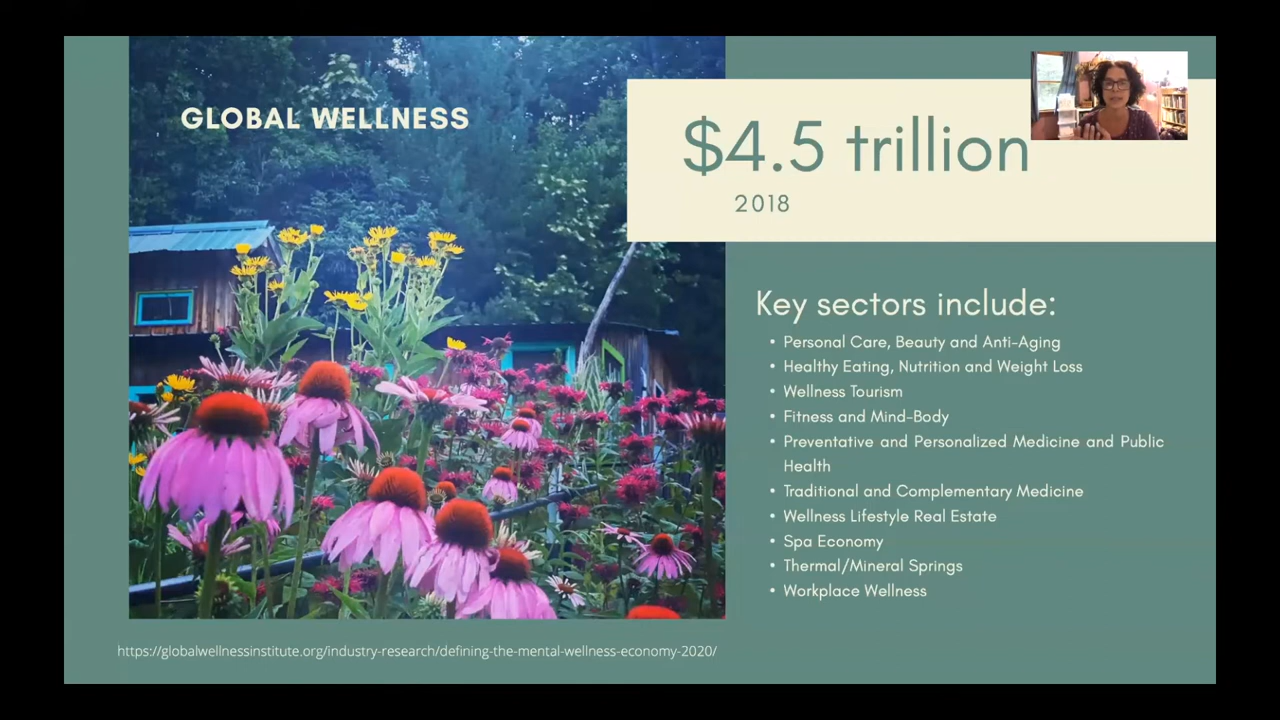 GLOBAL WELLNESS
$4.5 trillion
2018
Key sectors include:
• Personal Care, Beauty and Anti-Aging
• Healthy Eating, Nutrition and Weight Loss
• Wellness Tourism
• Fitness and Mind-Body
• Preventative and Personalized Medicine and Public
Health
• Traditional and Complementary Medicine
• Wellness Lifestyle Real Estate
• Spa Economy
• Thermal/Mineral Springs
• Workplace Wellness
https://globalwellnessinstitute.org/industry-research/defining-the-mental-wellness-economy-2020/